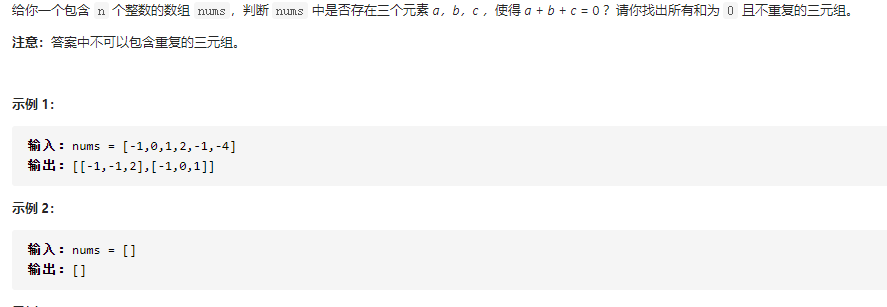 给你一个包含 n 个整数的数组 nums，判断 nums 中是否存在三个元素 a，b，c ，使得 a + b + c = 0 ？请你找出所有和为 0 且不重复的三元组。
注意：答案中不可以包含重复的三元组。
示例 1：
输入：nums = [-1,0,1,2,-1,-4]
输出：[[-1,-1,2],[-1,0,1]]
示例 2：
输入：nums = []
输出：[]